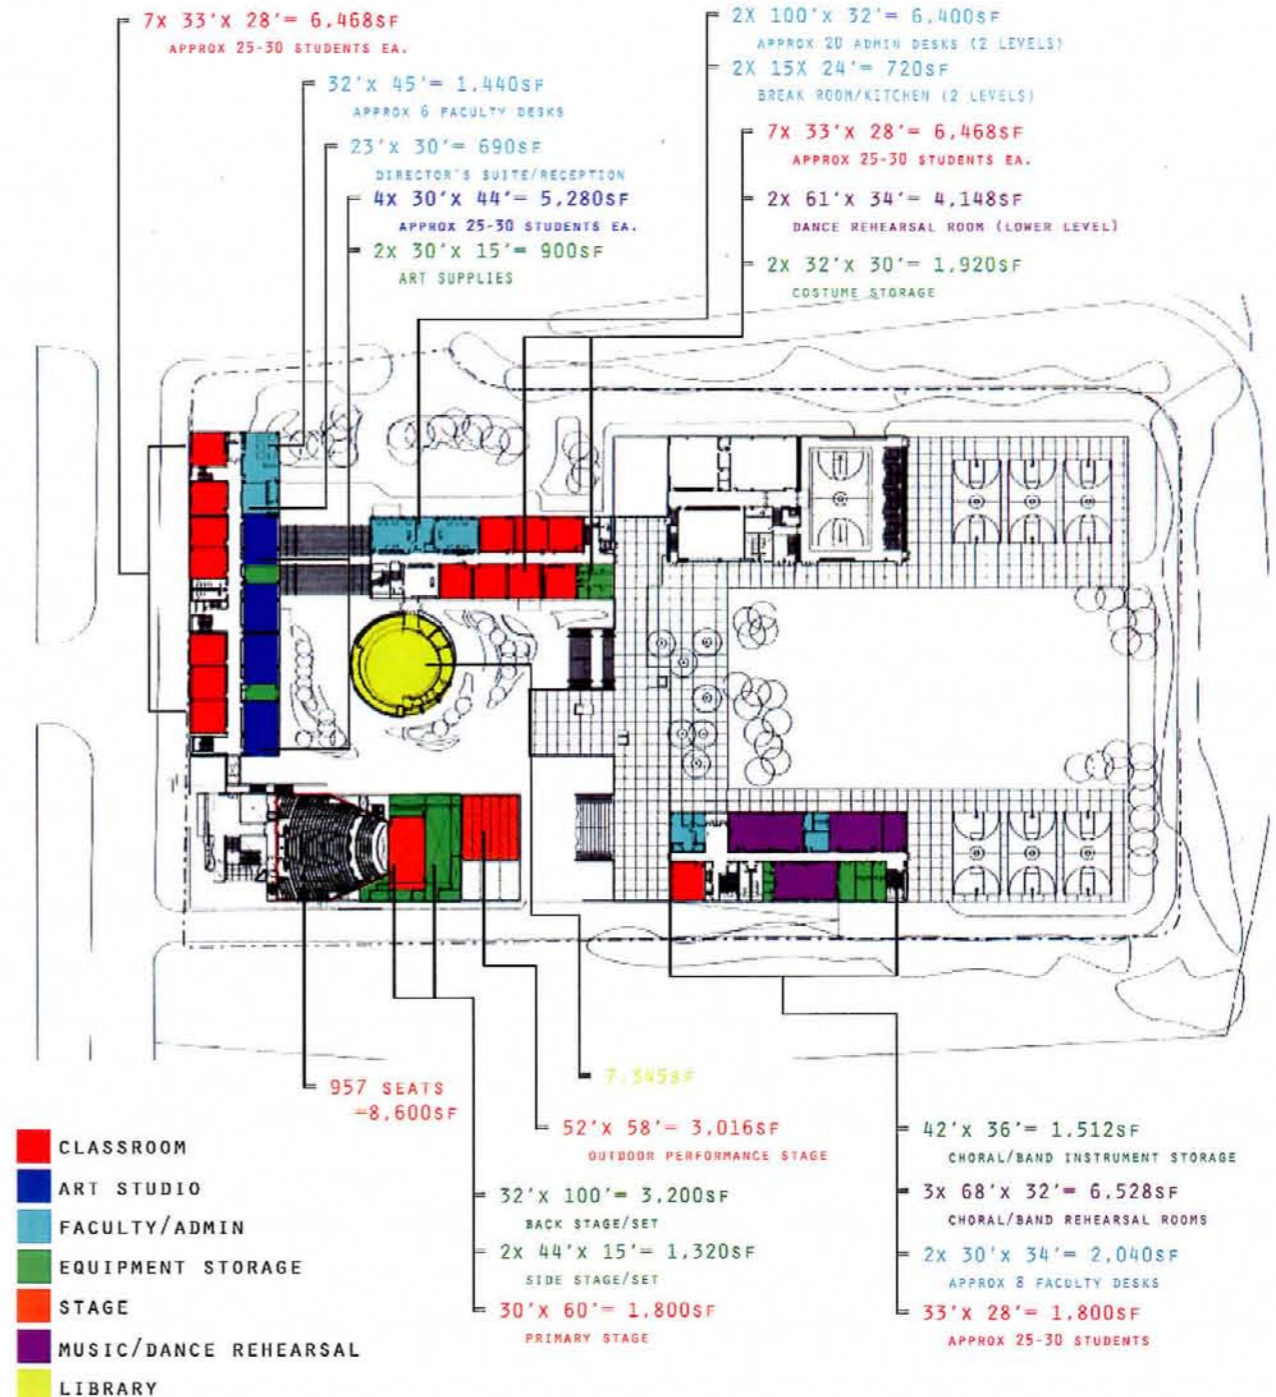 7X 33'X 28'= 6,468SF
APPROX 25-30 STUDENTS EA.
32'X 45'= 1,440SF
APPROX 6 FACULTY DESKS
23'X 30'= 690SF
DIRECTOR'S SUITE/RECEPTION
4X 30'X 44'= 5,280SF
APPROX 25-30 STUDENTS EA.
2X 30'X 15'= 900SF
ART SUPPLIES
2X 100'X 32'= 6,400SF
APPROX 20 ADMIN DESKS (2 LEVELS)
2X 15X 24'= 720SF
BREAK ROOM/KITCHEN (2 LEVELS)
7X 33'X 28'= 6,468SF
APPROX 25-30 STUDENTS EA.
2X 61'X 34'= 4,148SF
DANCE REHEARSAL ROOM (LOWER LEVEL)
2X 32'X 30'= 1,920SF
COSTUME STORAGE
957 SEATS
=8,600SF
7,345SF
52'X 58'= 3,016SF
OUTDOOR PERFORMANCE STAGE
32'X 100'= 3,200SF
BACK STAGE/SET
2X 44'X 15'= 1,320SF
SIDE STAGE/SET
30'X 60'= 1,800SF
PRIMARY STAGE
42'X 36'= 1,512SF
CHORAL/BAND INSTRUMENT STORAGE
3X 68'X 32'= 6,528SF
CHORAL/BAND REHEARSAL ROOMS
2X 30'X 34'= 2,040SF
APPROX 8 FACULTY DESKS
33'X 28'= 1,800SF
APPROX 25-30 STUDENTS
CLASSROOM
ART STUDIO
FACULTY/ADMIN
EQUIPMENT STORAGE
STAGE
MUSIC/DANCE REHEARSAL
LIBRARY